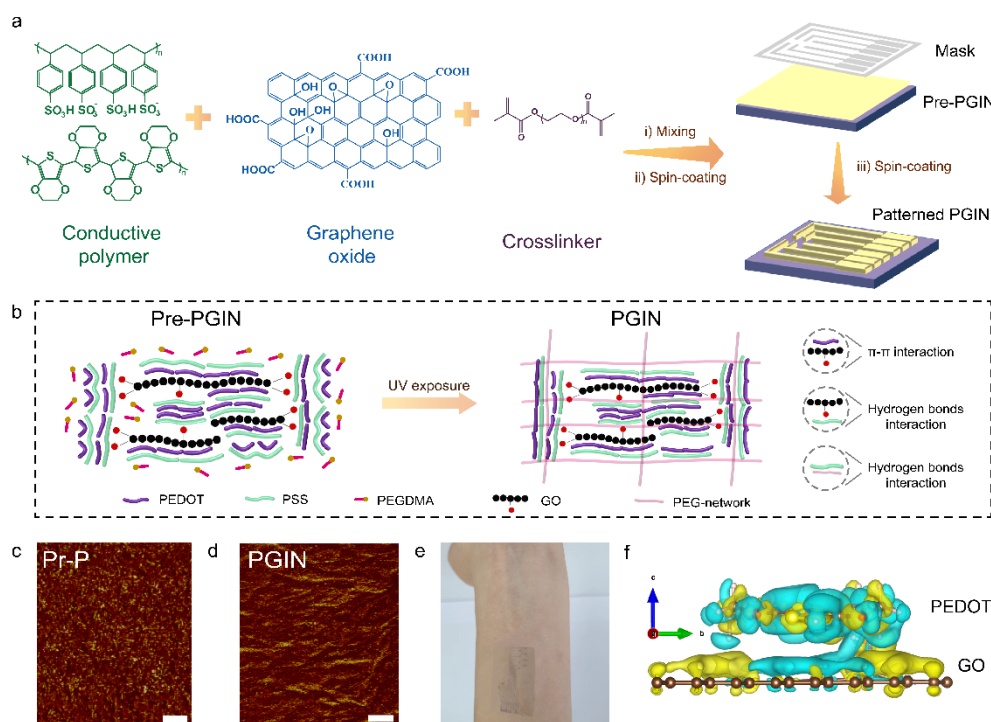 a
n
SO₃H SO₃⁻ SO₃H SO₃⁻
S S
O O O O
S S
n
O O O O
COOH
COOH
OH O
OH OH
O OH
HOOC
HOOC
COOH
O O n O
O
Conductive
polymer
Graphene
oxide
Crosslinker
i) Mixing
ii) Spin-coating
Mask
Pre-PGIN
iii) Spin-coating
Patterned PGIN
b
Pre-PGIN
UV exposure
PGIN
π-π interaction
Hydrogen bonds
interaction
Hydrogen bonds
interaction
PEDOT
PSS
PEGDMA
GO
PEG-network
c
Pr-P
d
PGIN
e
f
c
b
PEDOT
GO